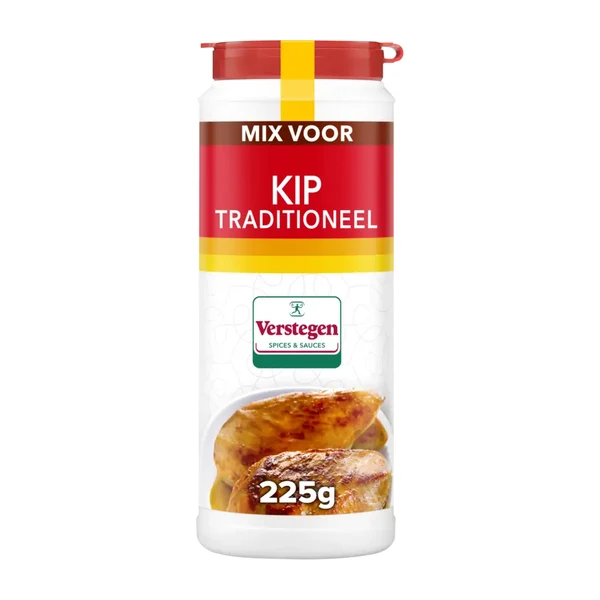 MIX VOOR
KIP
TRADITIONEEL
Verstegen
SPICES & SAUCES
225g